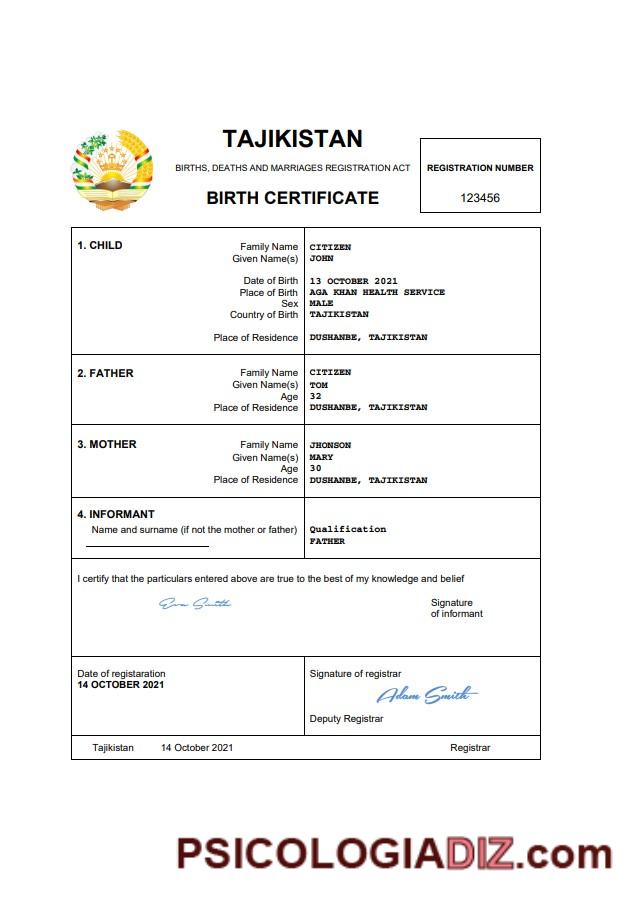 TAJIKISTAN
BIRTHS, DEATHS AND MARRIAGES REGISTRATION ACT
BIRTH CERTIFICATE
REGISTRATION NUMBER
123456
1. CHILD
Family Name CITIZEN
Given Name(s) JOHN
Date of Birth 13 OCTOBER 2021
Place of Birth AGA KHAN HEALTH SERVICE
Sex MALE
Country of Birth TAJIKISTAN
Place of Residence DUSHANBE, TAJIKISTAN
2. FATHER
Family Name CITIZEN
Given Name(s) TOM
Age 32
Place of Residence DUSHANBE, TAJIKISTAN
3. MOTHER
Family Name JHONSON
Given Name(s) MARY
Age 30
Place of Residence DUSHANBE, TAJIKISTAN
4. INFORMANT
Name and surname (if not the mother or father) Qualification
FATHER
I certify that the particulars entered above are true to the best of my knowledge and belief
Eva Smith
Signature
of informant
Date of registaration
14 OCTOBER 2021
Signature of registrar
Adam Smith
Deputy Registrar
Tajikistan 14 October 2021 Registrar
PSICOLOGIADIZ.com